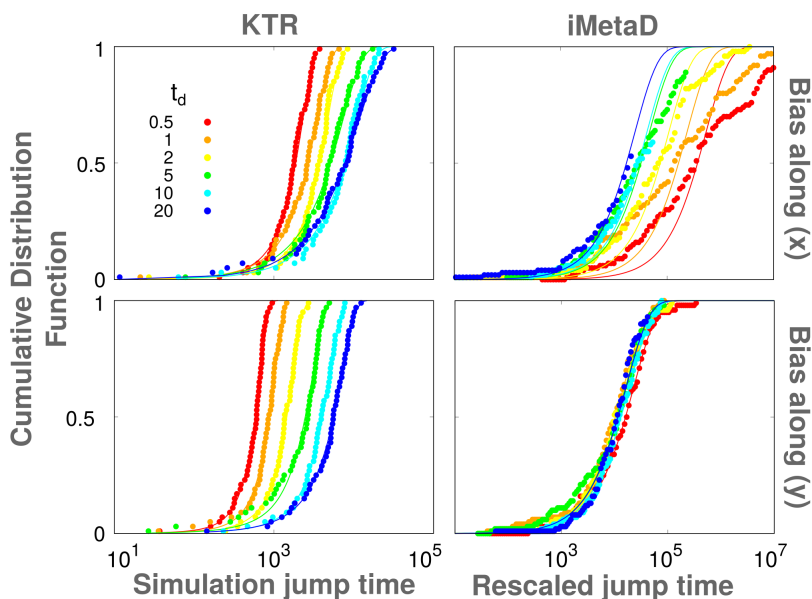 KTR
iMetaD
Cumulative Distribution
Function
1
0.5
0
t_d
0.5
1
2
5
10
20
Bias along (x)
1
0.5
0
Bias along (y)
10^1
10^3
10^5
10^3
10^5
10^7
Simulation jump time
Rescaled jump time